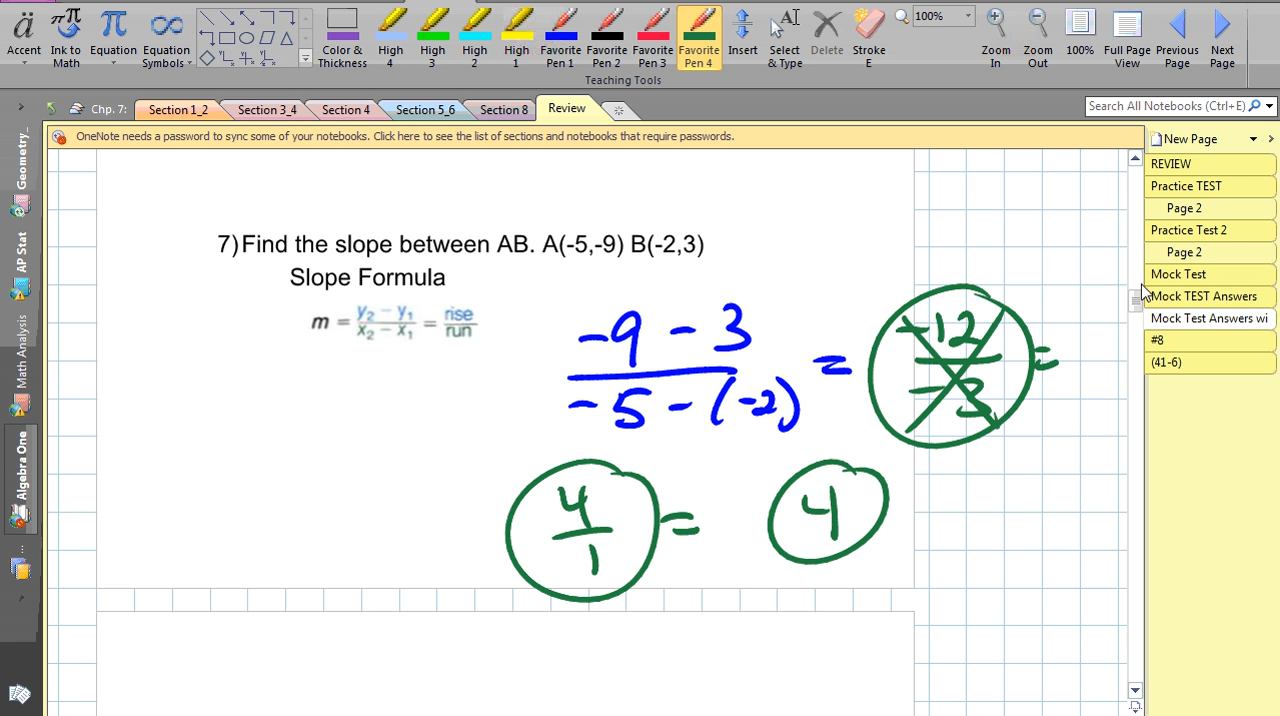 Accent
Ink to Math
Equation
Equation Symbols
Color & Thickness
High 4
High 3
High 2
High 1
Favorite Pen 1
Favorite Pen 2
Favorite Pen 3
Favorite Pen 4
Insert
Select & Type
Delete
Stroke E
100%
Zoom In
Zoom Out
100%
Full Page View
Previous Page
Next Page
Teaching Tools
Chp. 7:
Section 1_2
Section 3_4
Section 4
Section 5_6
Section 8
Review
Search All Notebooks (Ctrl+E)
OneNote needs a password to sync some of your notebooks. Click here to see the list of sections and notebooks that require passwords.
New Page
REVIEW
Practice TEST
Page 2
Practice Test 2
Page 2
Mock Test
Mock TEST Answers
Mock Test Answers wi
#8
(41-6)
Geometry...
AP Stat
Math Analysis
Algebra One
7)Find the slope between AB. A(-5,-9) B(-2,3)
Slope Formula
m = y₂ − y₁ / x₂ − x₁ = rise / run
-9 - 3 / -5 - (-2) = -12 / -3 =
4 / 1 = 4